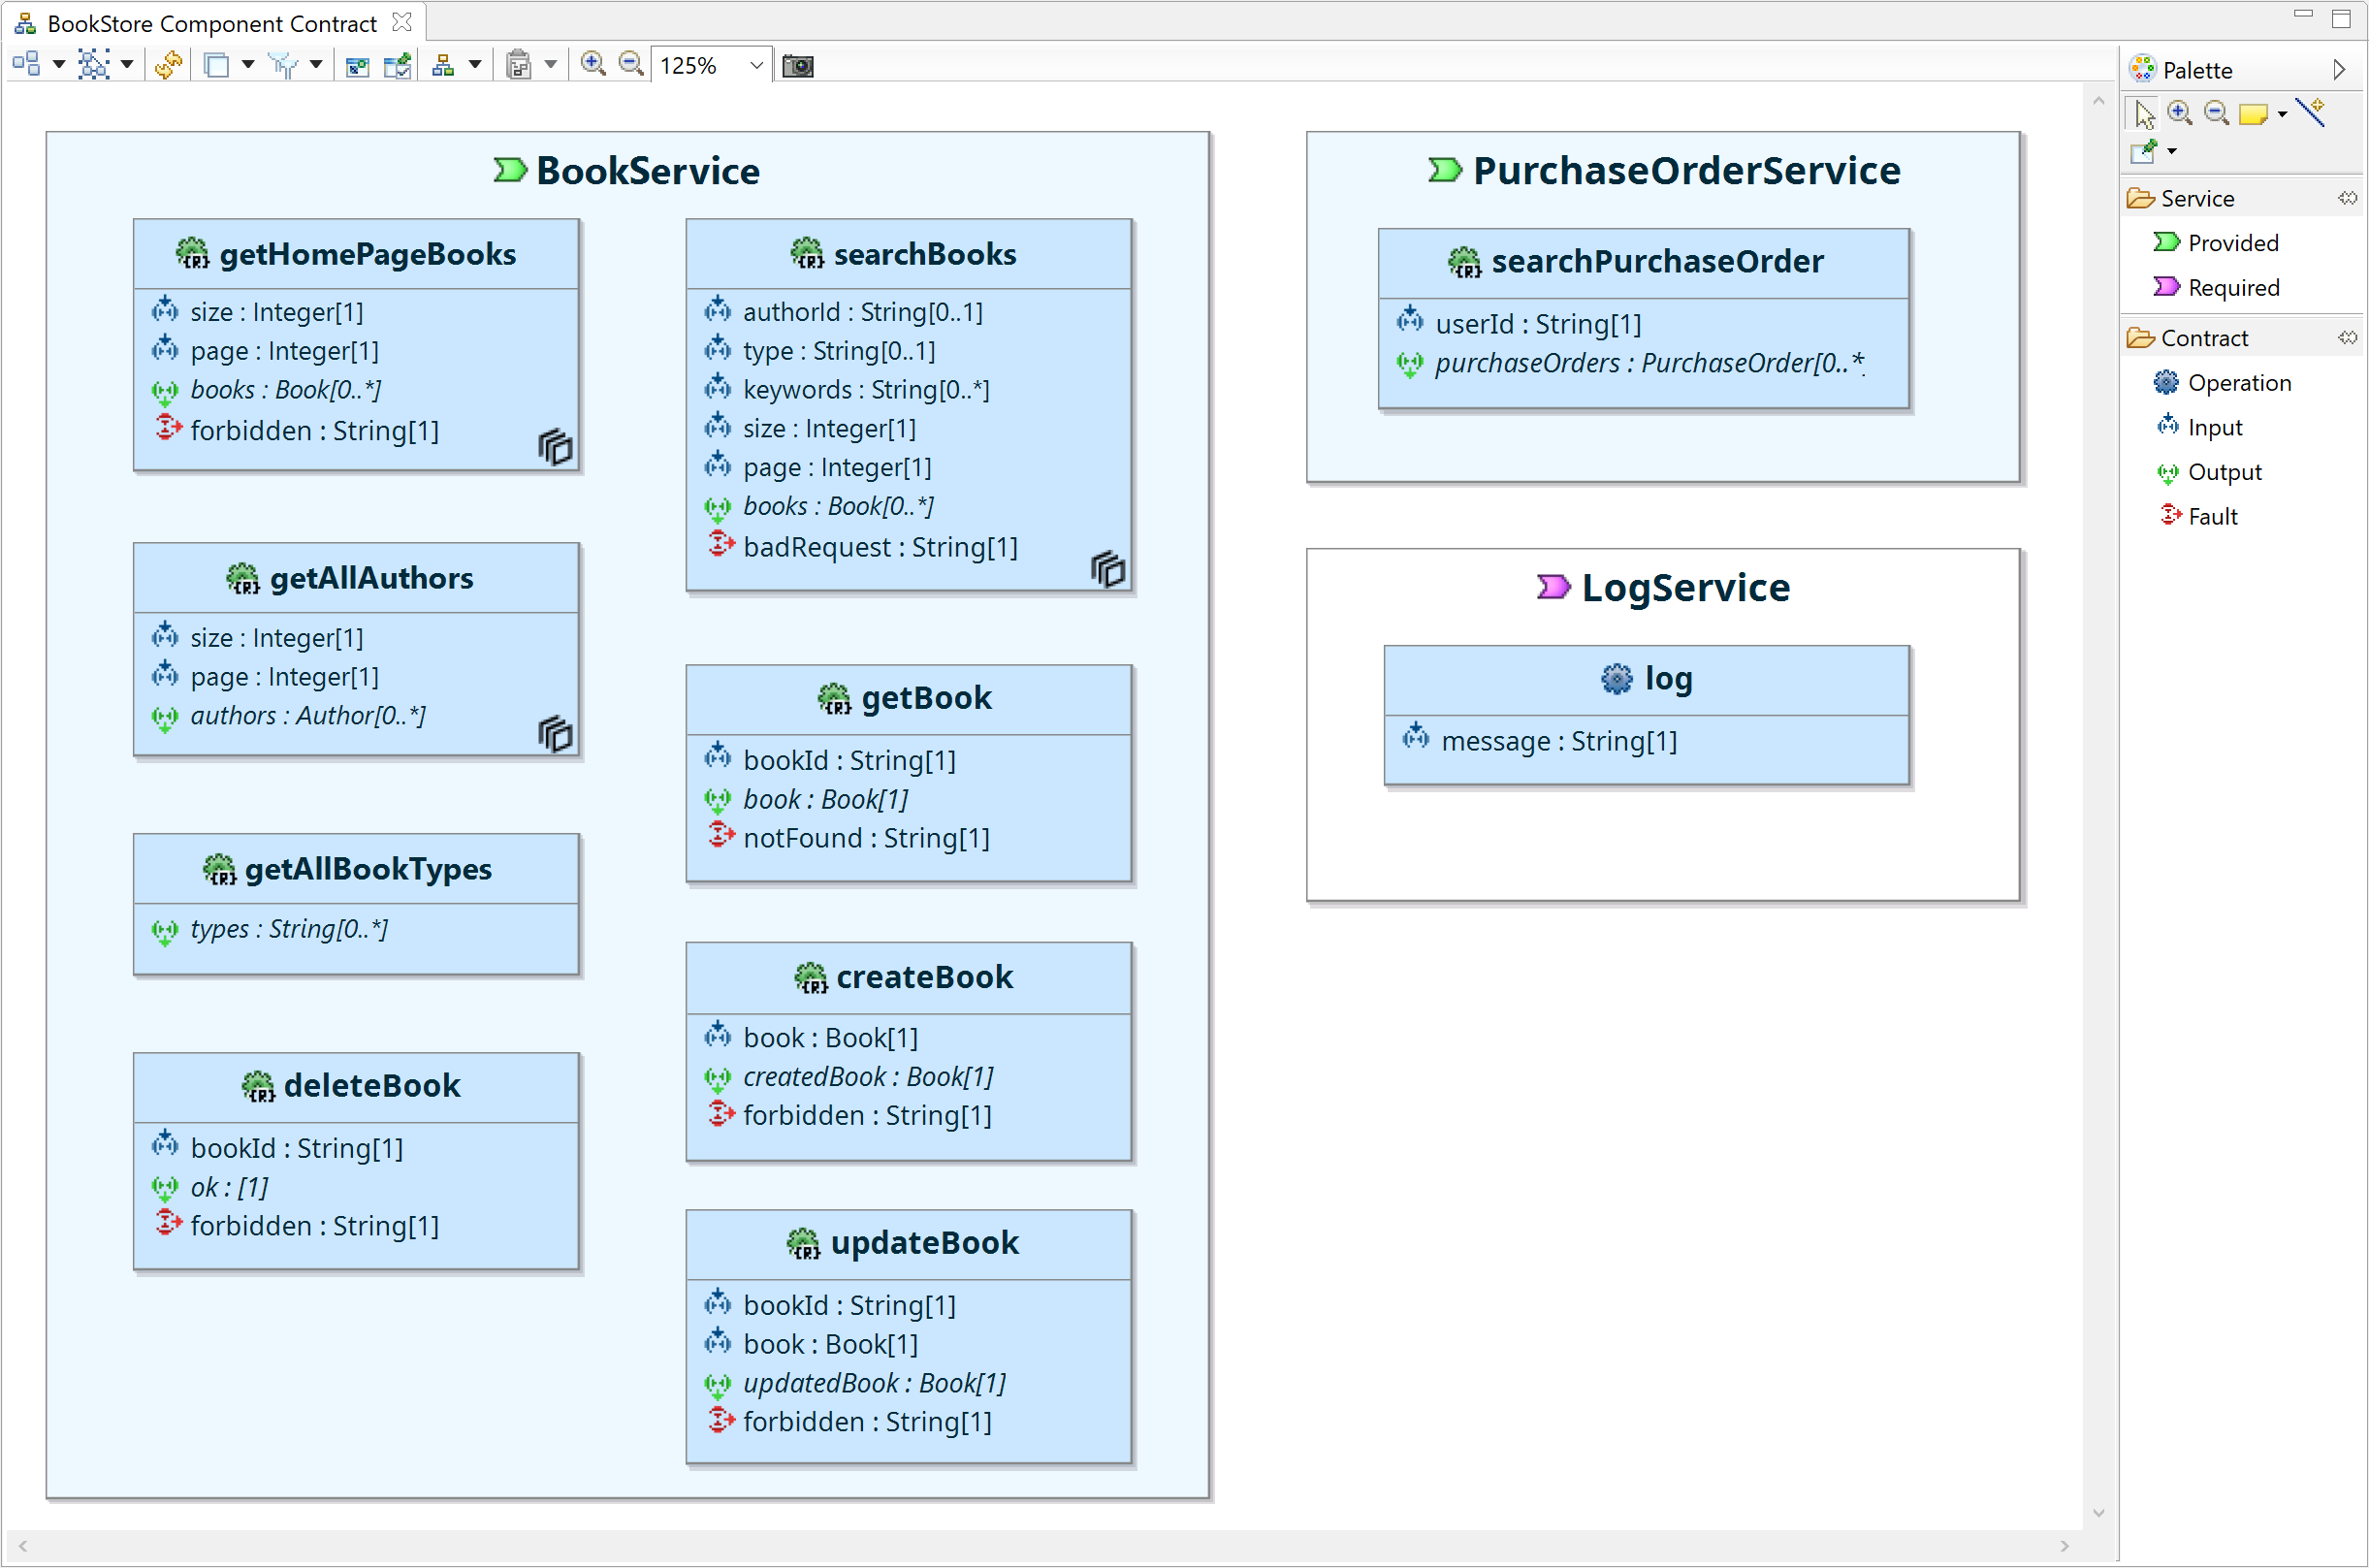 BookStore Component Contract
125%
BookService
getHomePageBooks
size : Integer[1]
page : Integer[1]
books : Book[0..*]
forbidden : String[1]
getAllAuthors
size : Integer[1]
page : Integer[1]
authors : Author[0..*]
getAllBookTypes
types : String[0..*]
deleteBook
bookId : String[1]
ok : [1]
forbidden : String[1]
searchBooks
authorId : String[0..1]
type : String[0..1]
keywords : String[0..*]
size : Integer[1]
page : Integer[1]
books : Book[0..*]
badRequest : String[1]
getBook
bookId : String[1]
book : Book[1]
notFound : String[1]
createBook
book : Book[1]
createdBook : Book[1]
forbidden : String[1]
updateBook
bookId : String[1]
book : Book[1]
updatedBook : Book[1]
forbidden : String[1]
PurchaseOrderService
searchPurchaseOrder
userId : String[1]
purchaseOrders : PurchaseOrder[0..*
LogService
log
message : String[1]
Palette
Service
Provided
Required
Contract
Operation
Input
Output
Fault